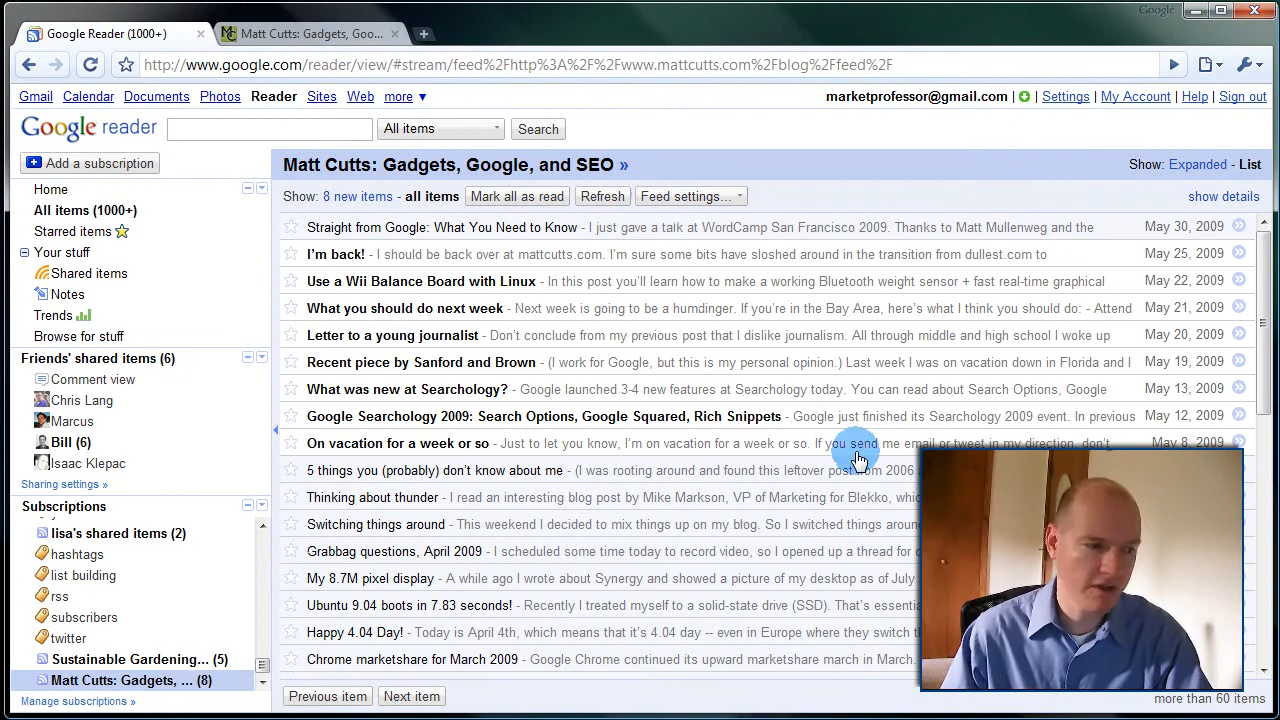 Google
Google Reader (1000+)
Matt Cutts: Gadgets, Goo...
http://www.google.com/reader/view/#stream/feed%2Fhttp%3A%2F%2Fwww.mattcutts.com%2Fblog%2Ffeed%2F
Gmail Calendar Documents Photos Reader Sites Web more ▼
marketprofessor@gmail.com | Settings | My Account | Help | Sign out
Google reader
All items
Search
Add a subscription
Home
All items (1000+)
Starred items
Your stuff
Shared items
Notes
Trends
Browse for stuff
Friends' shared items (6)
Comment view
Chris Lang
Marcus
Bill (6)
Isaac Klepac
Sharing settings »
Subscriptions
lisa's shared items (2)
hashtags
list building
rss
subscribers
twitter
Sustainable Gardening... (5)
Matt Cutts: Gadgets, ... (8)
Manage subscriptions »
Matt Cutts: Gadgets, Google, and SEO »
Show: Expanded - List
Show: 8 new items - all items Mark all as read Refresh Feed settings...
show details
Straight from Google: What You Need to Know - I just gave a talk at WordCamp San Francisco 2009. Thanks to Matt Mullenweg and the May 30, 2009
I'm back! - I should be back over at mattcutts.com. I'm sure some bits have sloshed around in the transition from dullest.com to May 25, 2009
Use a Wii Balance Board with Linux - In this post you'll learn how to make a working Bluetooth weight sensor + fast real-time graphical May 22, 2009
What you should do next week - Next week is going to be a humdinger. If you're in the Bay Area, here's what I think you should do: - Attend May 21, 2009
Letter to a young journalist - Don't conclude from my previous post that I dislike journalism. All through middle and high school I woke up May 20, 2009
Recent piece by Sanford and Brown - (I work for Google, but this is my personal opinion.) Last week I was on vacation down in Florida and I May 19, 2009
What was new at Searchology? - Google launched 3-4 new features at Searchology today. You can read about Search Options, Google May 13, 2009
Google Searchology 2009: Search Options, Google Squared, Rich Snippets - Google just finished its Searchology 2009 event. In previous May 12, 2009
On vacation for a week or so - Just to let you know, I'm on vacation for a week or so. If you send me email or tweet in my direction, don't May 8, 2009
5 things you (probably) don't know about me - (I was rooting around and found this leftover post from 2006
Thinking about thunder - I read an interesting blog post by Mike Markson, VP of Marketing for Blekko,
Switching things around - This weekend I decided to mix things up on my blog. So I switched things
Grabbag questions, April 2009 - I scheduled some time today to record video, so I opened up a thread for
My 8.7M pixel display - A while ago I wrote about Synergy and showed a picture of my desktop as of July
Ubuntu 9.04 boots in 7.83 seconds! - Recently I treated myself to a solid-state drive (SSD). That's
Happy 4.04 Day! - Today is April 4th, which means that it's 4.04 day -- even in Europe where they switch
Chrome marketshare for March 2009 - Google Chrome continued its upward marketshare march in March.
Previous item Next item
more than 60 items